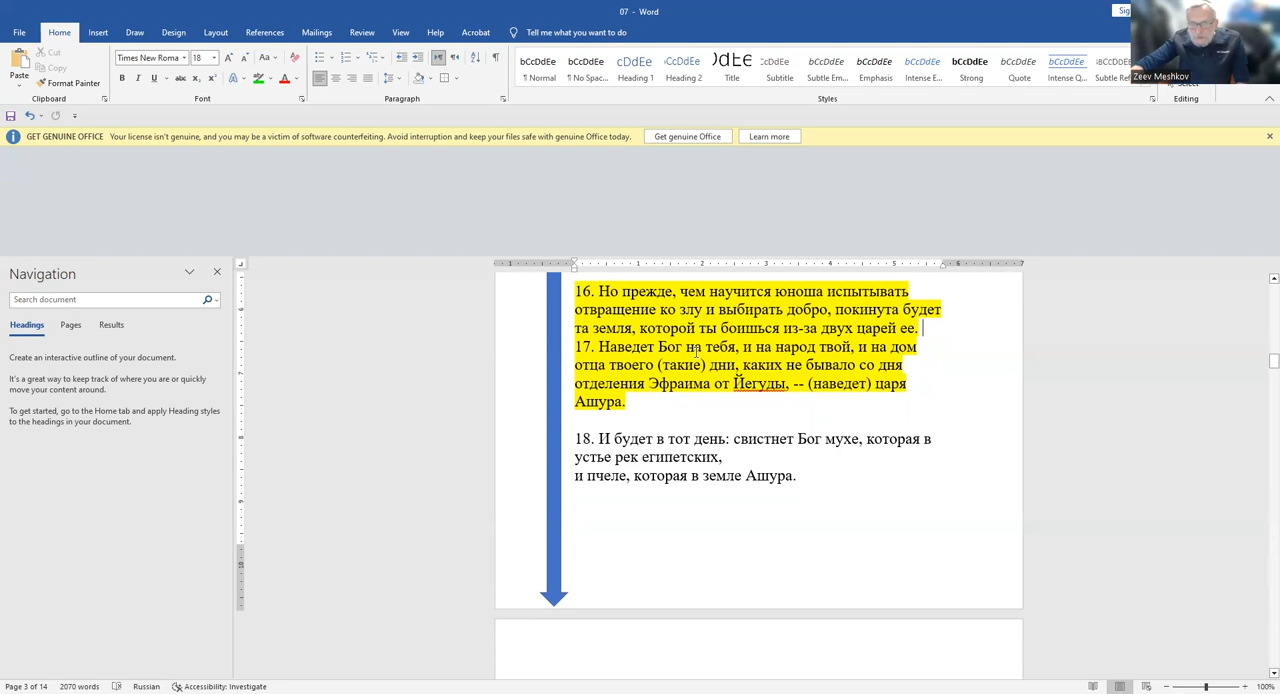 07 - Word
Sig
File Home Insert Draw Design Layout References Mailings Review View Help Acrobat Tell me what you want to do
Paste
Cut
Copy
Format Painter
Times New Roma 18
B I U
¶ Normal
¶ No Spac...
Heading 1
Heading 2
Title
Subtitle
Subtle Em...
Emphasis
Intense E...
Strong
Quote
Intense Q...
Subtle Ref
Select
Zeev Meshkov
Clipboard Font Paragraph Styles Editing
GET GENUINE OFFICE Your license isn't genuine, and you may be a victim of software counterfeiting. Avoid interruption and keep your files safe with genuine Office today. Get genuine Office Learn more
Navigation
Search document
Headings Pages Results
Create an interactive outline of your document.
It's a great way to keep track of where you are or quickly
move your content around.
To get started, go to the Home tab and apply Heading styles
to the headings in your document.
16. Но прежде, чем научится юноша испытывать
отвращение ко злу и выбирать добро, покинута будет
та земля, которой ты боишься из-за двух царей ее.
17. Наведет Бог на тебя, и на народ твой, и на дом
отца твоего (такие) дни, каких не бывало со дня
отделения Эфраима от Йегуды, -- (наведет) царя
Ашура.
18. И будет в тот день: свистнет Бог мухе, которая в
устье рек египетских,
и пчеле, которая в земле Ашура.
Page 3 of 14 2070 words Russian Accessibility: Investigate 100%